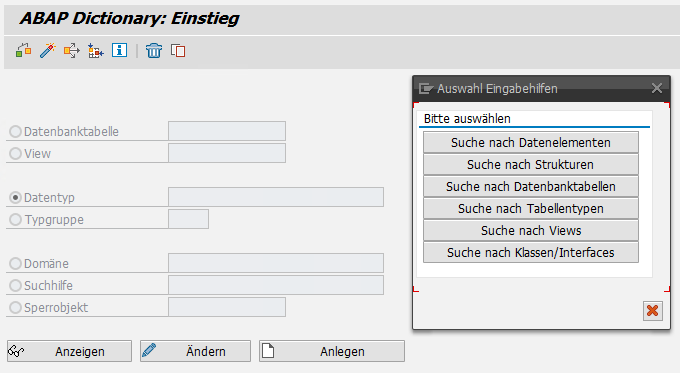 ABAP Dictionary: Einstieg
Datenbanktabelle
View
Datentyp
Typgruppe
Domäne
Suchhilfe
Sperrobjekt
Anzeigen
Ändern
Anlegen
Auswahl Eingabehilfen
Bitte auswählen
Suche nach Datenelementen
Suche nach Strukturen
Suche nach Datenbanktabellen
Suche nach Tabellentypen
Suche nach Views
Suche nach Klassen/Interfaces